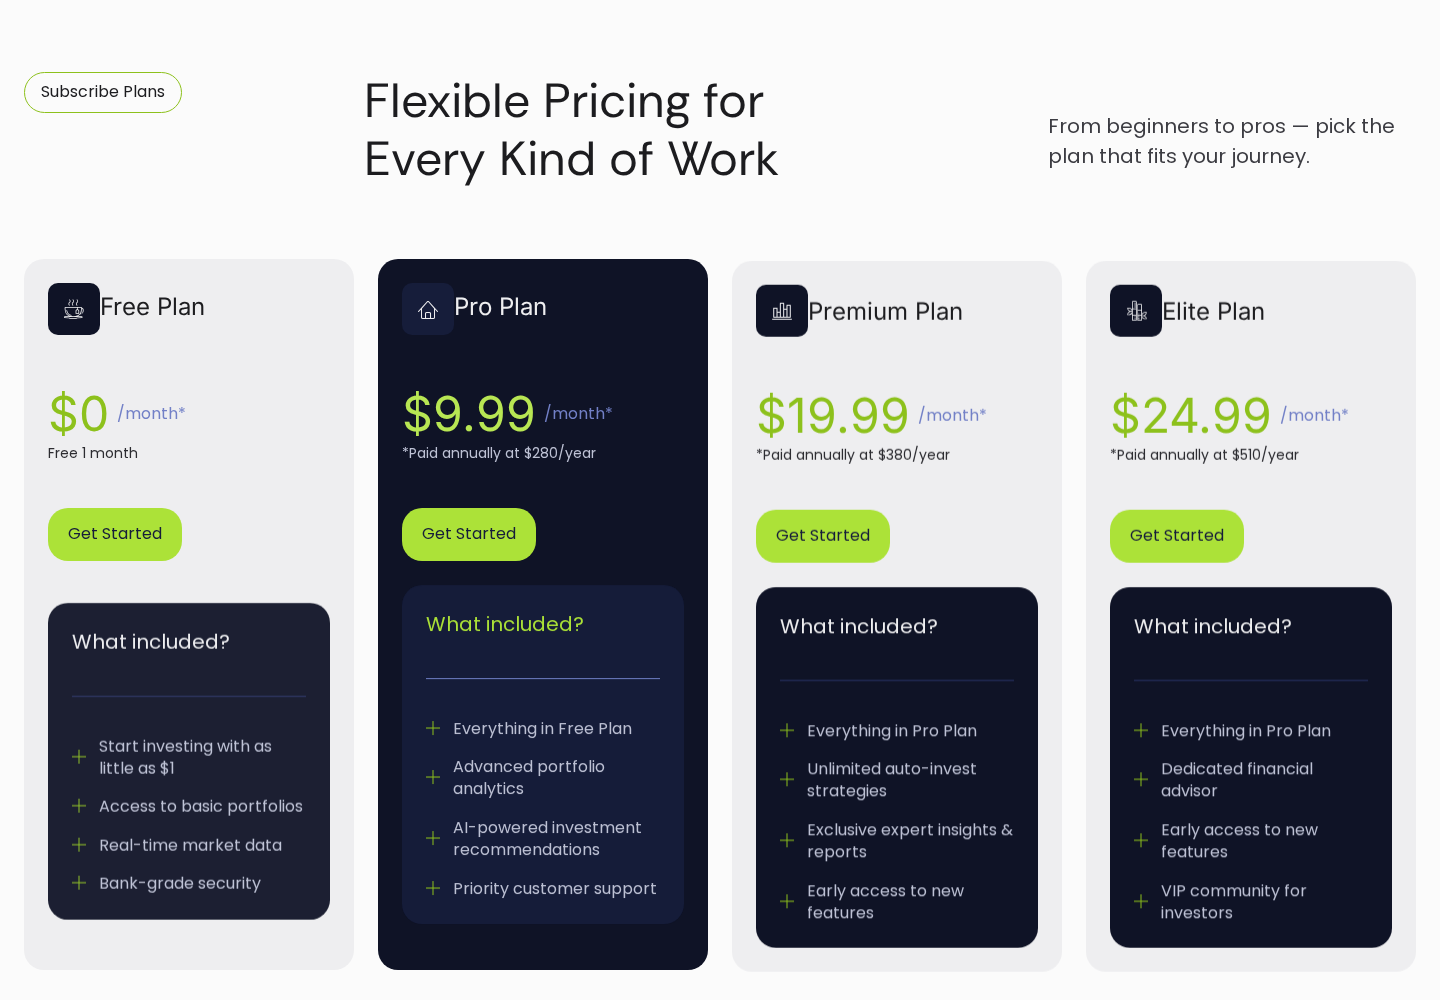 Subscribe Plans
Flexible Pricing for
Every Kind of Work
From beginners to pros — pick the
plan that fits your journey.
Free Plan
$0 /month*
Free 1 month
Get Started
What included?
Start investing with as
little as $1
Access to basic portfolios
Real-time market data
Bank-grade security
Pro Plan
$9.99 /month*
*Paid annually at $280/year
Get Started
What included?
Everything in Free Plan
Advanced portfolio
analytics
AI-powered investment
recommendations
Priority customer support
Premium Plan
$19.99 /month*
*Paid annually at $380/year
Get Started
What included?
Everything in Pro Plan
Unlimited auto-invest
strategies
Exclusive expert insights &
reports
Early access to new
features
Elite Plan
$24.99 /month*
*Paid annually at $510/year
Get Started
What included?
Everything in Pro Plan
Dedicated financial
advisor
Early access to new
features
VIP community for
investors